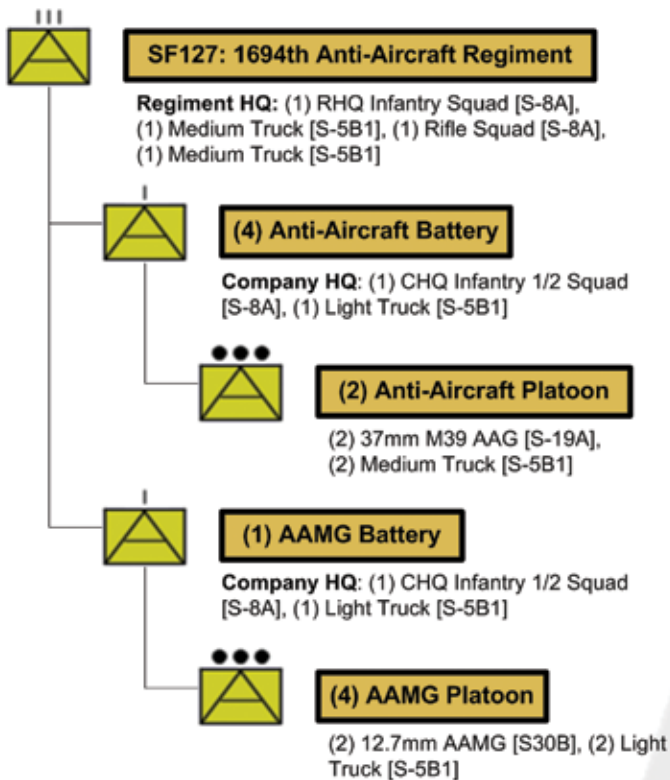 SF127: 1694th Anti-Aircraft Regiment
Regiment HQ: (1) RHQ Infantry Squad [S-8A],
(1) Medium Truck [S-5B1], (1) Rifle Squad [S-8A],
(1) Medium Truck [S-5B1]
(4) Anti-Aircraft Battery
Company HQ: (1) CHQ Infantry 1/2 Squad
[S-8A], (1) Light Truck [S-5B1]
(2) Anti-Aircraft Platoon
(2) 37mm M39 AAG [S-19A],
(2) Medium Truck [S-5B1]
(1) AAMG Battery
Company HQ: (1) CHQ Infantry 1/2 Squad
[S-8A], (1) Light Truck [S-5B1]
(4) AAMG Platoon
(2) 12.7mm AAMG [S30B], (2) Light
Truck [S-5B1]